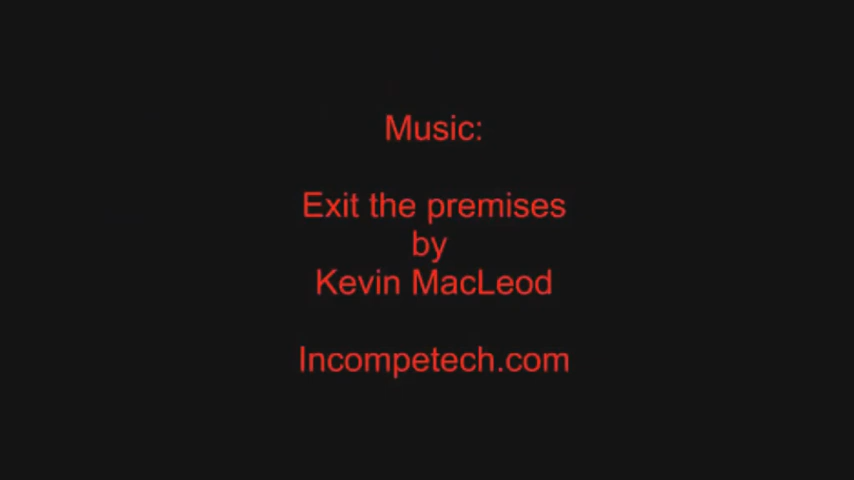 Music:
Exit the premises
by
Kevin MacLeod
Incompetech.com